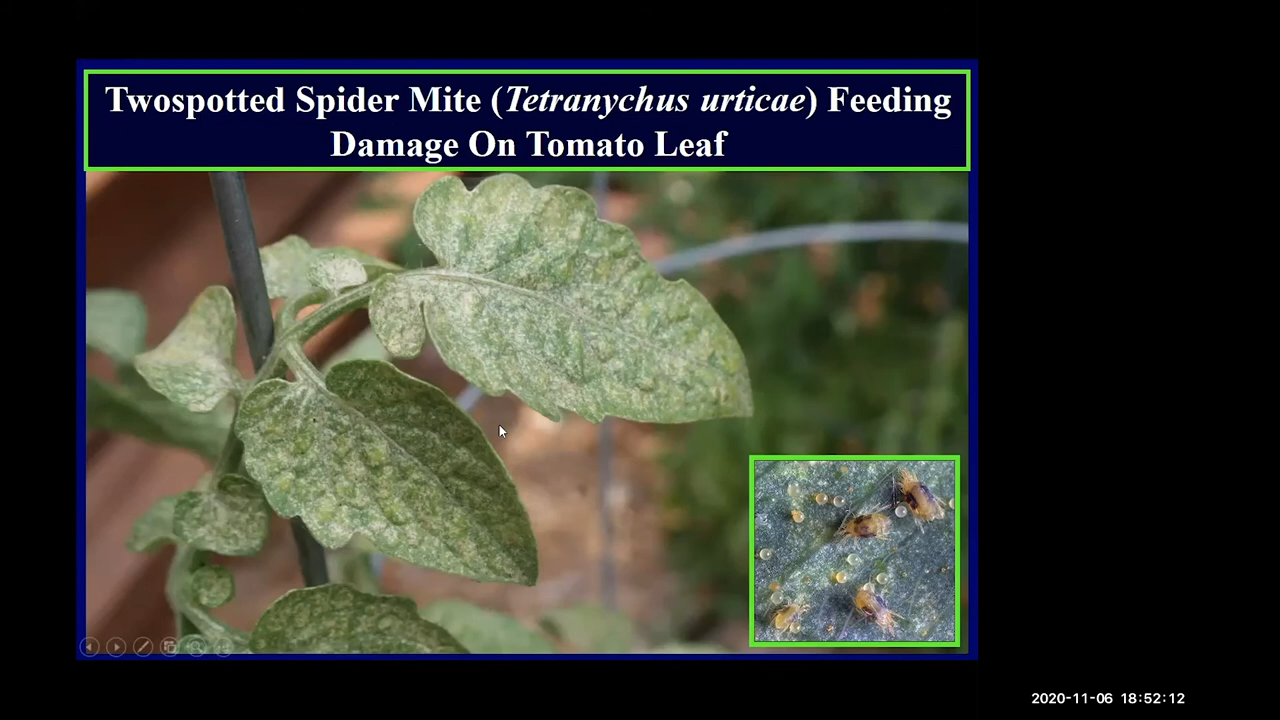 Twospotted Spider Mite (Tetranychus urticae) Feeding
Damage On Tomato Leaf
2020-11-06 18:52:12